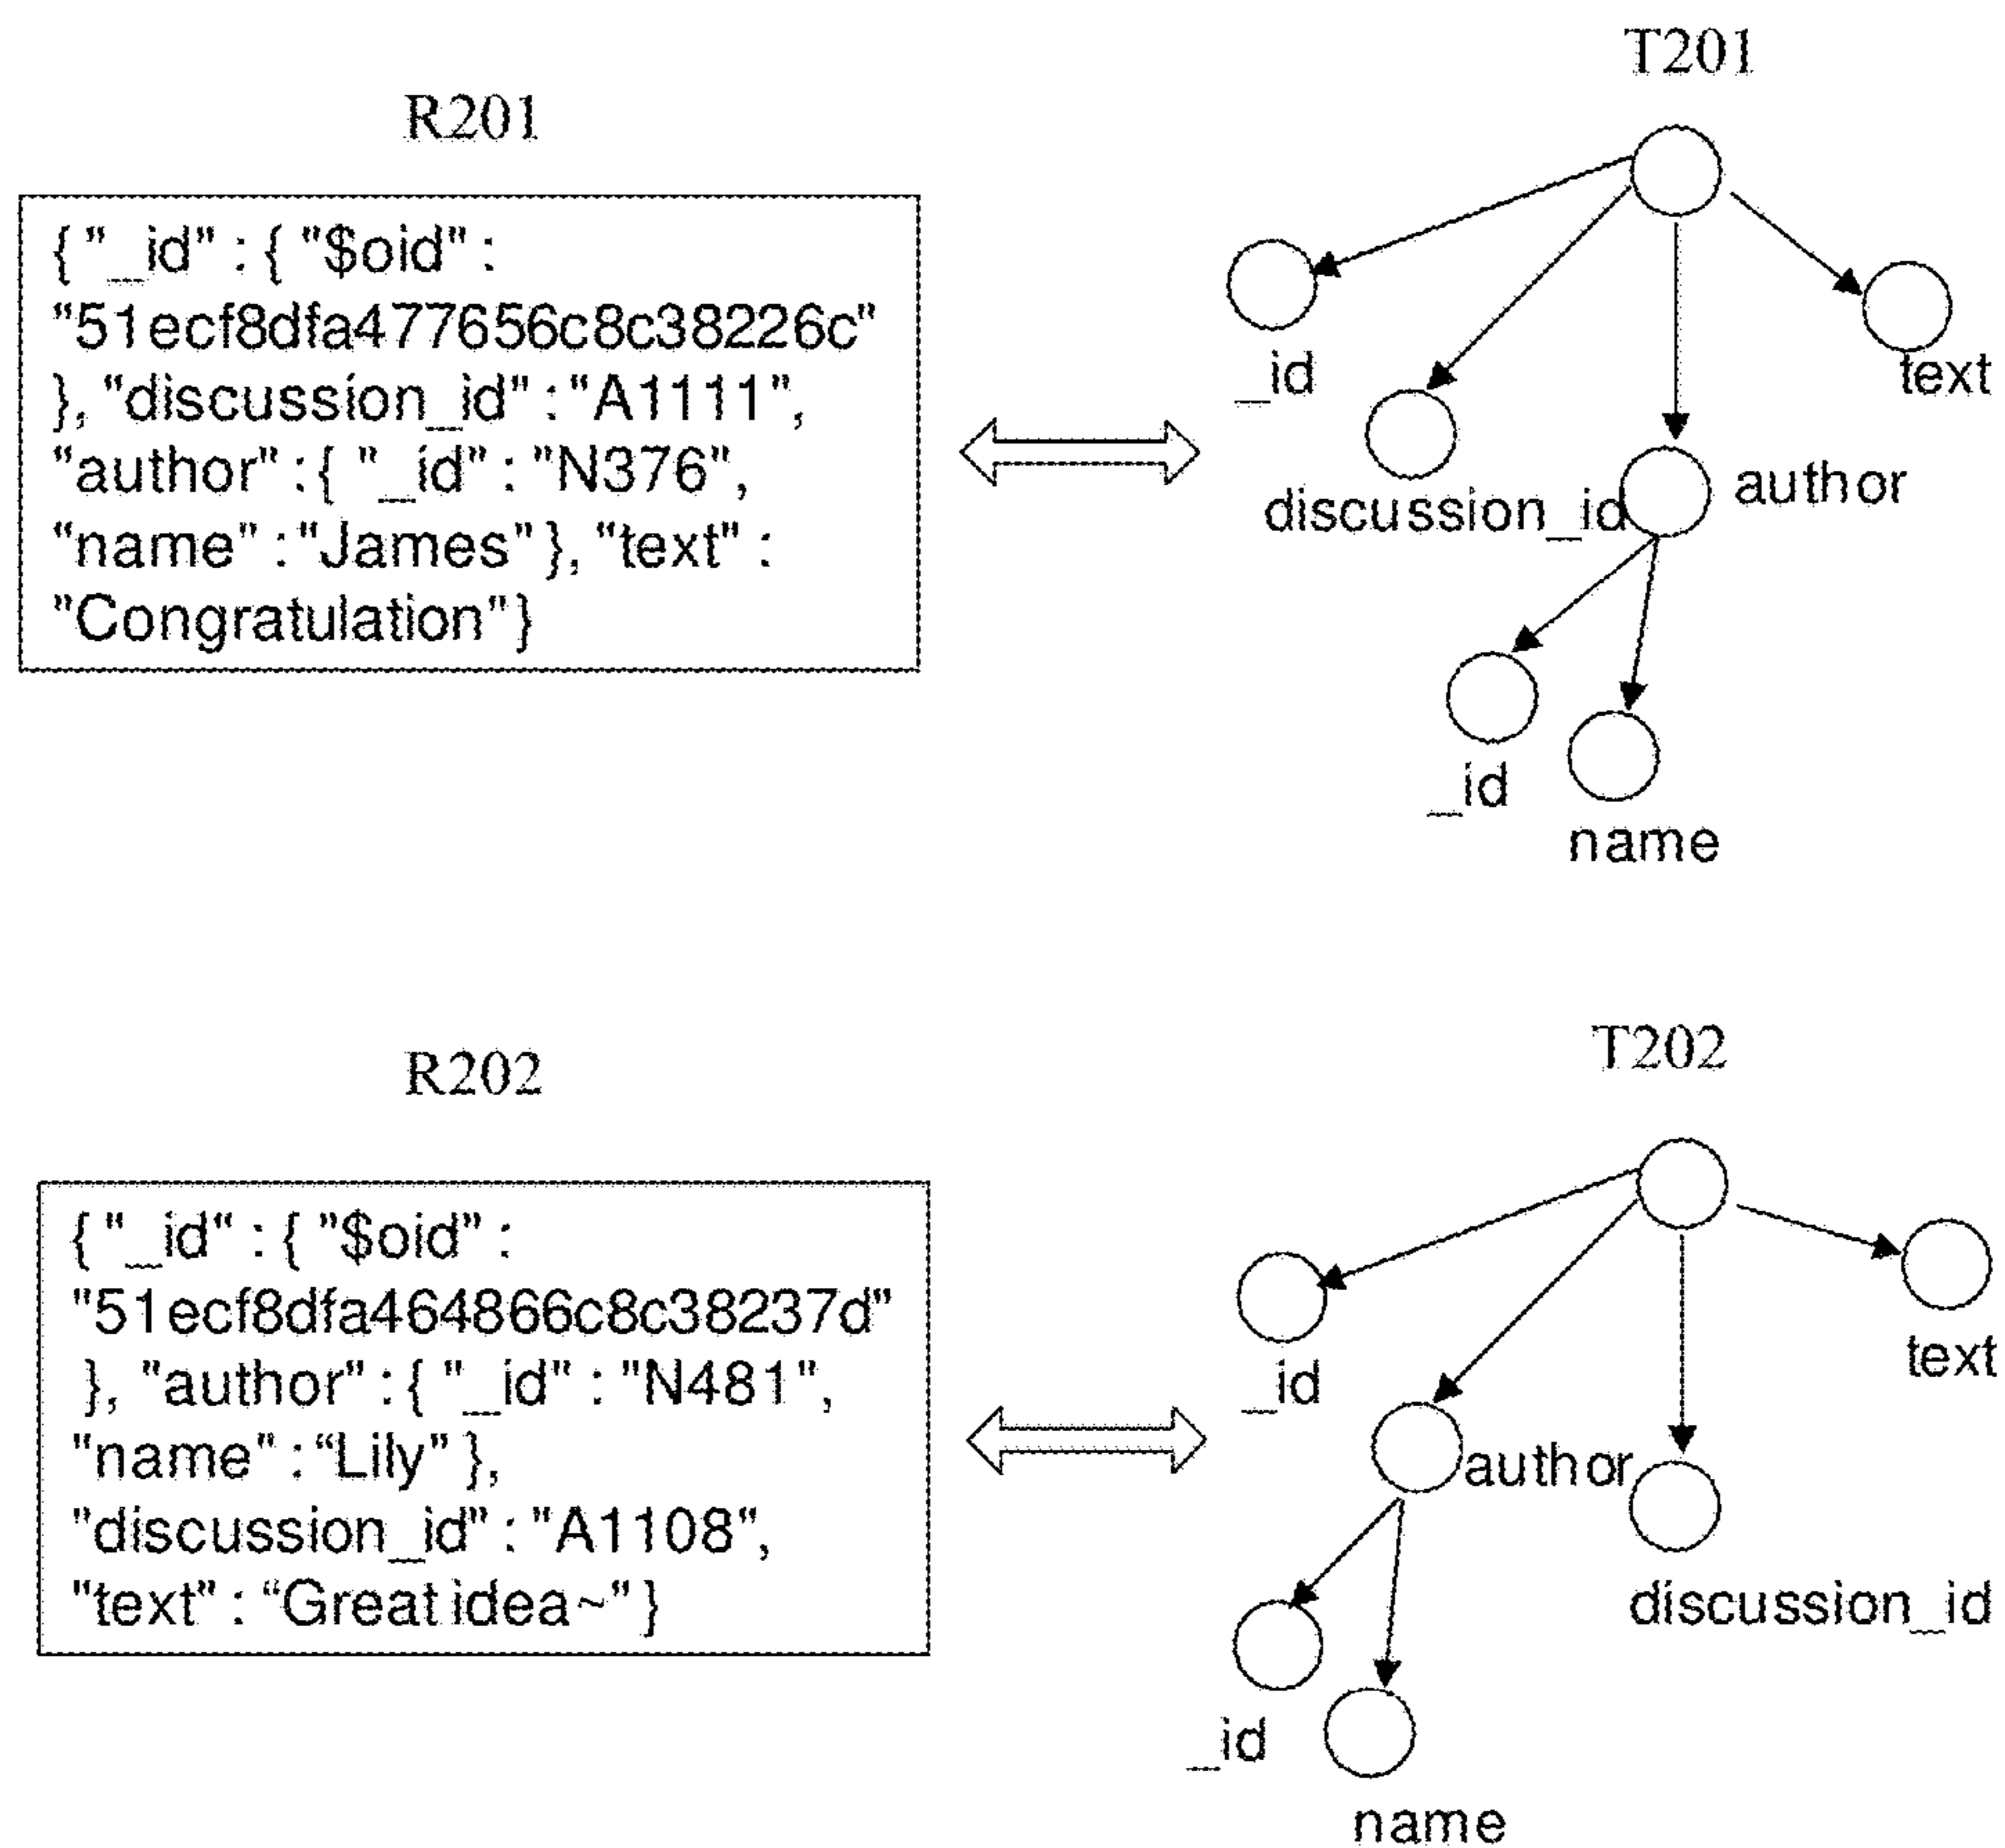 T201
R201
{ "_id" : { "$oid" :
"51ecf8dfa477656c8c38226c"
}, "discussion_id" : "A1111",
"author" : { "_id" : "N376",
"name" : "James" }, "text" :
"Congratulation" }
_id
text
discussion_id
author
_id
name
T202
R202
{ "_id" : { "$oid" :
"51ecf8dfa464866c8c38237d"
}, "author" : { "_id" : "N481",
"name" : “Lily” },
"discussion_id" : "A1108",
"text" : “Great idea~” }
_id
text
author
discussion_id
_id
name